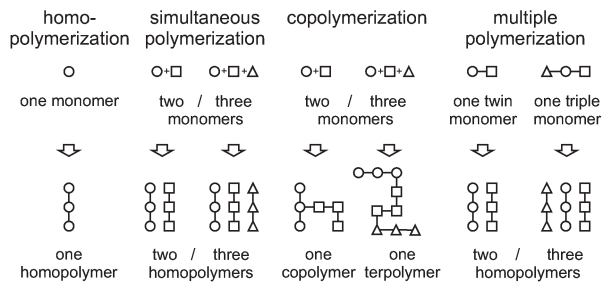 homo-
polymerization
simultaneous
polymerization
copolymerization
multiple
polymerization
+
+ +
+
+ +
one monomer
two / three
monomers
two / three
monomers
one twin
monomer
one triple
monomer
one
homopolymer
two / three
homopolymers
one
copolymer
one
terpolymer
two / three
homopolymers